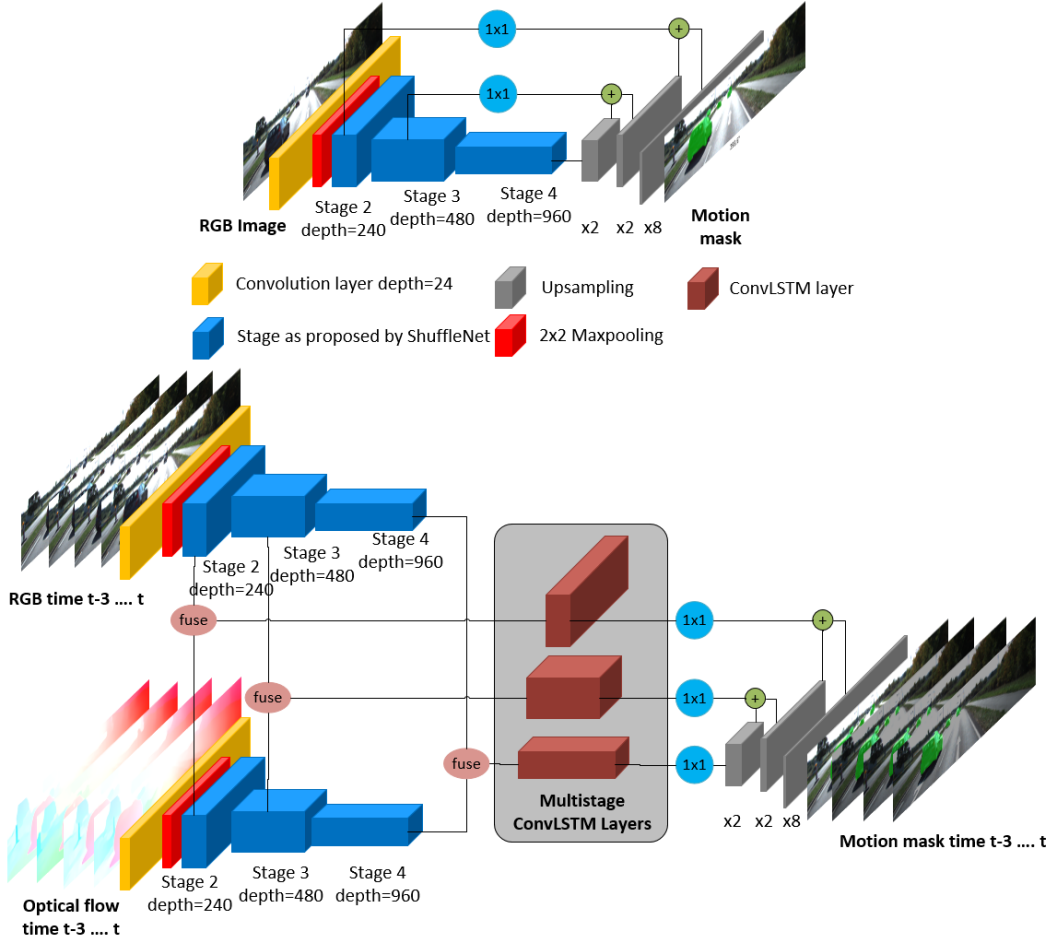 1x1
+
1x1
+
Stage 2
depth=240
Stage 3
depth=480
Stage 4
depth=960
RGB Image
x2 x2 x8
Motion
mask
Convolution layer depth=24
Upsampling
ConvLSTM layer
Stage as proposed by ShuffleNet
2x2 Maxpooling
Stage 2
depth=240
Stage 3
depth=480
Stage 4
depth=960
RGB time t-3 .... t
fuse
1x1
+
fuse
1x1
+
fuse
1x1
Multistage
ConvLSTM Layers
x2 x2 x8
Motion mask time t-3 .... t
Stage 2
depth=240
Stage 3
depth=480
Stage 4
depth=960
Optical flow
time t-3 .... t